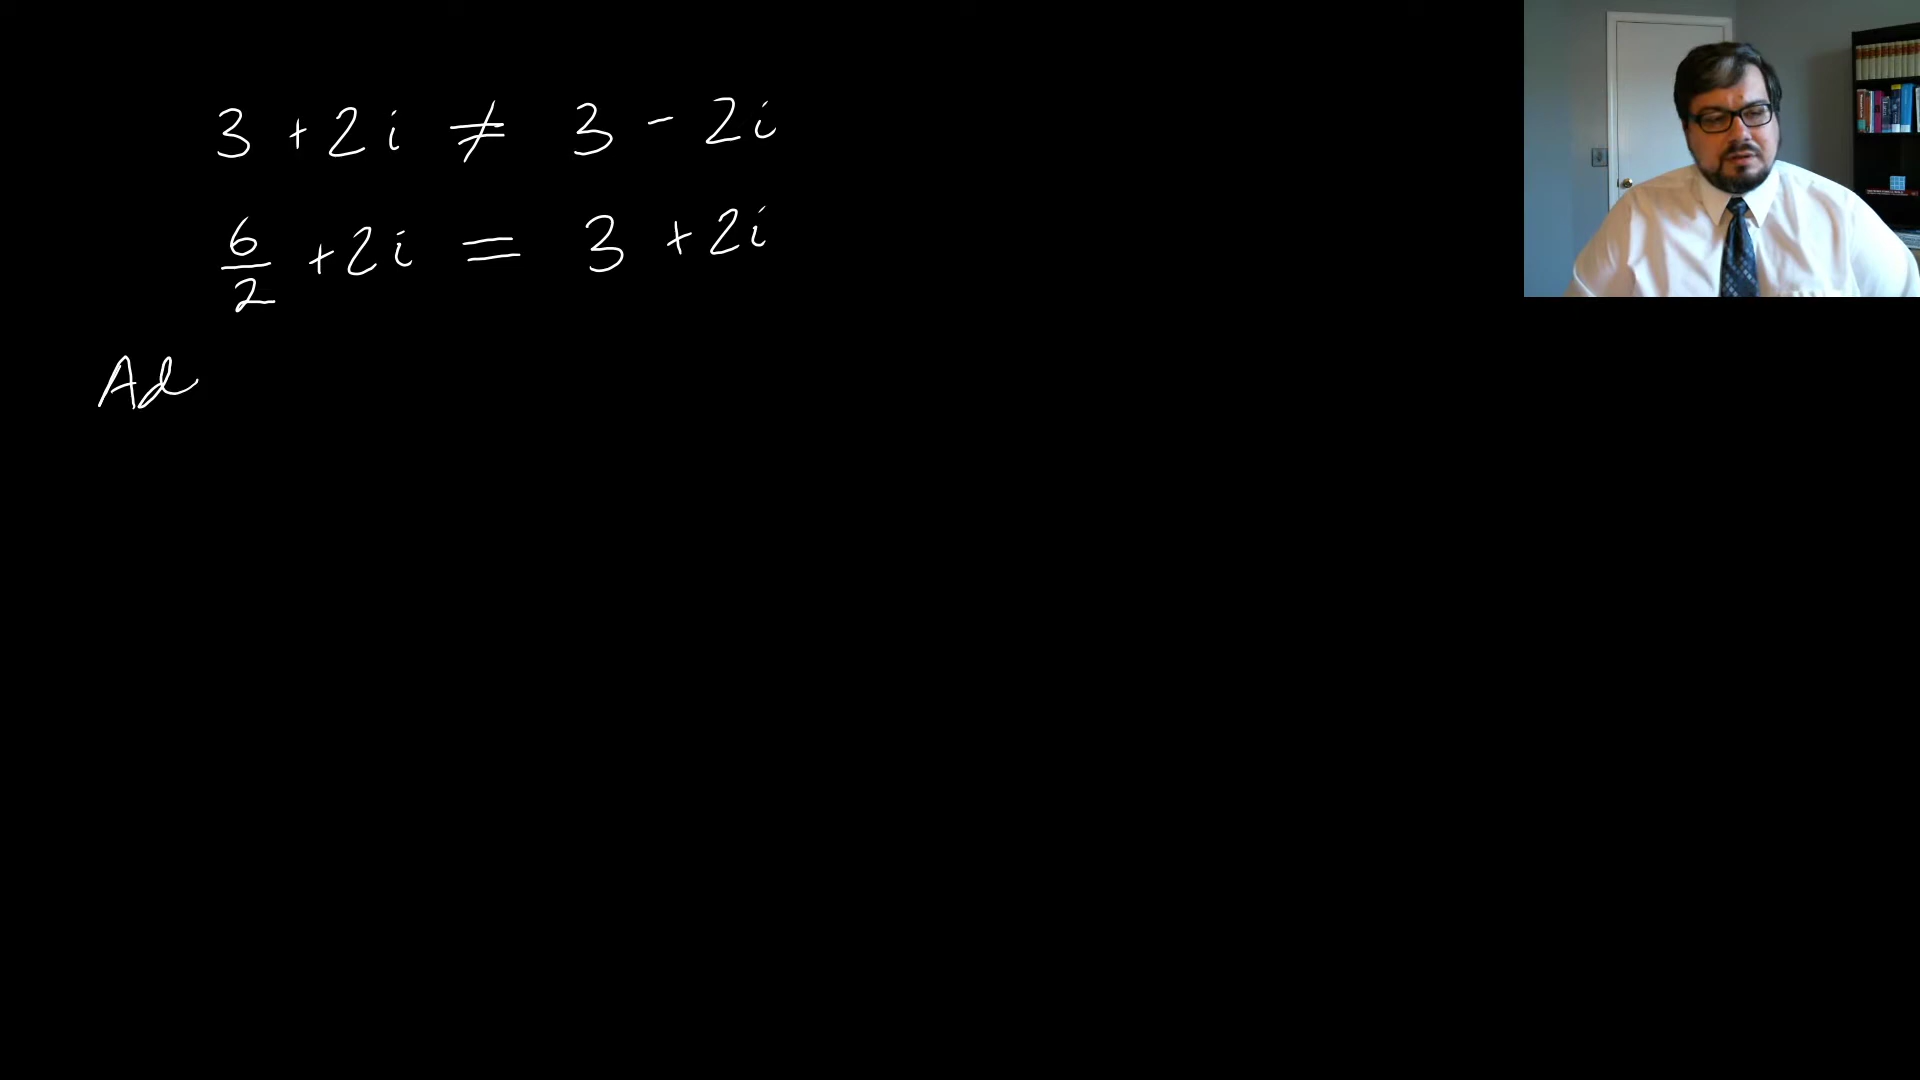 3 + 2i ≠ 3 - 2i
6/2 + 2i = 3 + 2i
Ad